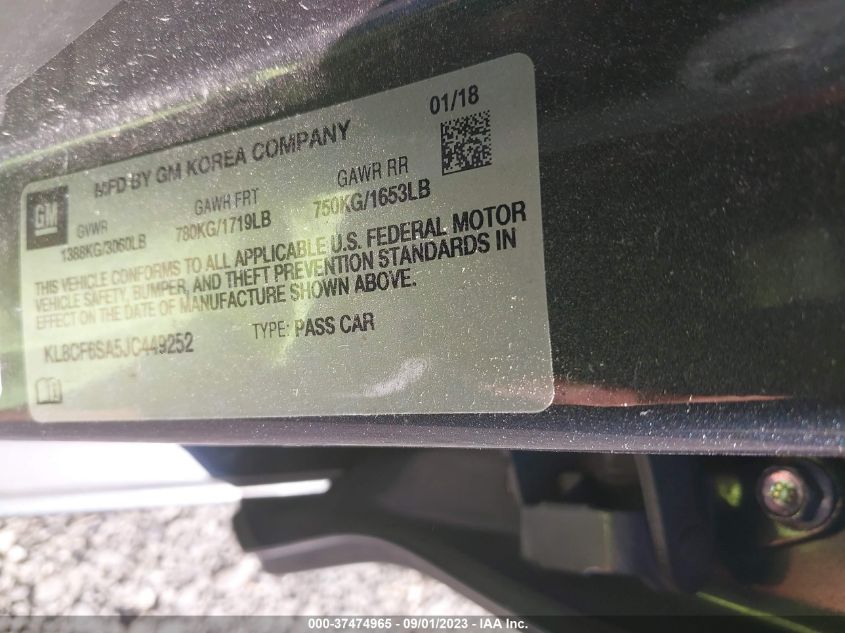 01/18
MFD BY GM KOREA COMPANY
GM
GVWR GAWR FRT GAWR RR
1388KG/3060LB 780KG/1719LB 750KG/1653LB
THIS VEHICLE CONFORMS TO ALL APPLICABLE U.S. FEDERAL MOTOR
VEHICLE SAFETY, BUMPER, AND THEFT PREVENTION STANDARDS IN
EFFECT ON THE DATE OF MANUFACTURE SHOWN ABOVE.
KL8CF6SA5JC449252 TYPE: PASS CAR
000-37474965 - 09/01/2023 - IAA Inc.